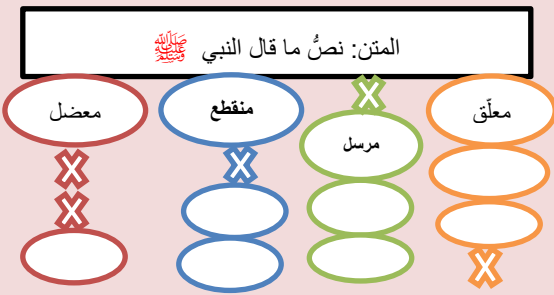 المتن: نصُّ ما قال النبي ﷺ
معلّق
مرسل
منقطع
معضل